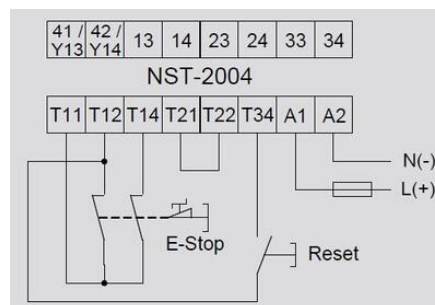 41 / 42 / 13 14 23 24 33 34
Y13 Y14
NST-2004
T11 T12 T14 T21 T22 T34 A1 A2
N(-)
L(+)
E-Stop
Reset